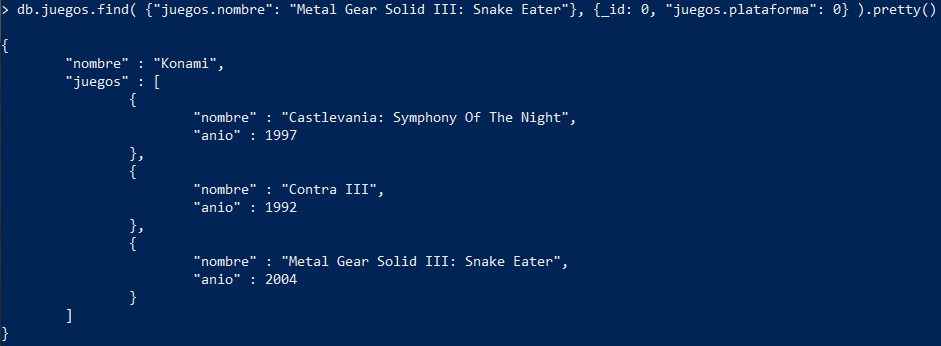 > db.juegos.find( {"juegos.nombre": "Metal Gear Solid III: Snake Eater"}, {_id: 0, "juegos.plataforma": 0} ).pretty()
{
"nombre" : "Konami",
"juegos" : [
{
"nombre" : "Castlevania: Symphony Of The Night",
"anio" : 1997
},
{
"nombre" : "Contra III",
"anio" : 1992
},
{
"nombre" : "Metal Gear Solid III: Snake Eater",
"anio" : 2004
}
]
}